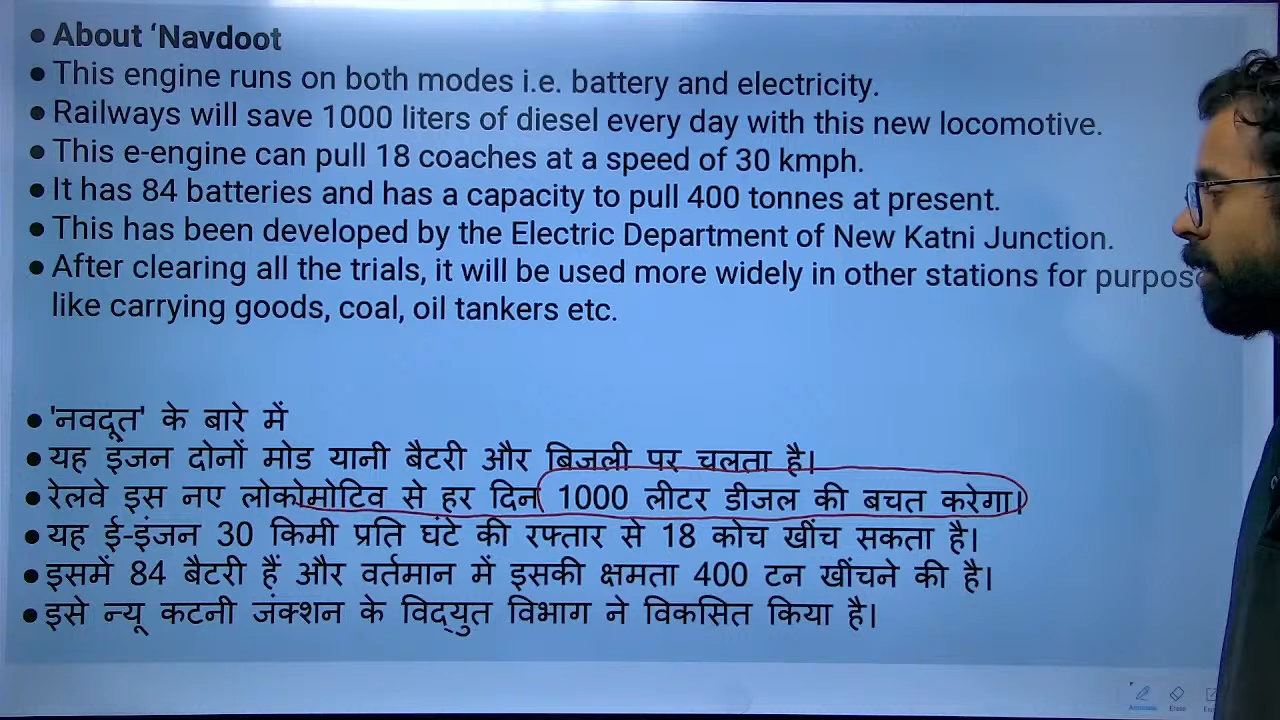 • About ‘Navdoot
• This engine runs on both modes i.e. battery and electricity.
• Railways will save 1000 liters of diesel every day with this new locomotive.
• This e-engine can pull 18 coaches at a speed of 30 kmph.
• It has 84 batteries and has a capacity to pull 400 tonnes at present.
• This has been developed by the Electric Department of New Katni Junction.
• After clearing all the trials, it will be used more widely in other stations for purpos
like carrying goods, coal, oil tankers etc.
• 'नवदूत' के बारे में
• यह इंजन दोनों मोड यानी बैटरी और बिजली पर चलता है।
• रेलवे इस नए लोकोमोटिव से हर दिन 1000 लीटर डीजल की बचत करेगा।
• यह ई-इंजन 30 किमी प्रति घंटे की रफ्तार से 18 कोच खींच सकता है।
• इसमें 84 बैटरी हैं और वर्तमान में इसकी क्षमता 400 टन खींचने की है।
• इसे न्यू कटनी जंक्शन के विद्युत विभाग ने विकसित किया है।